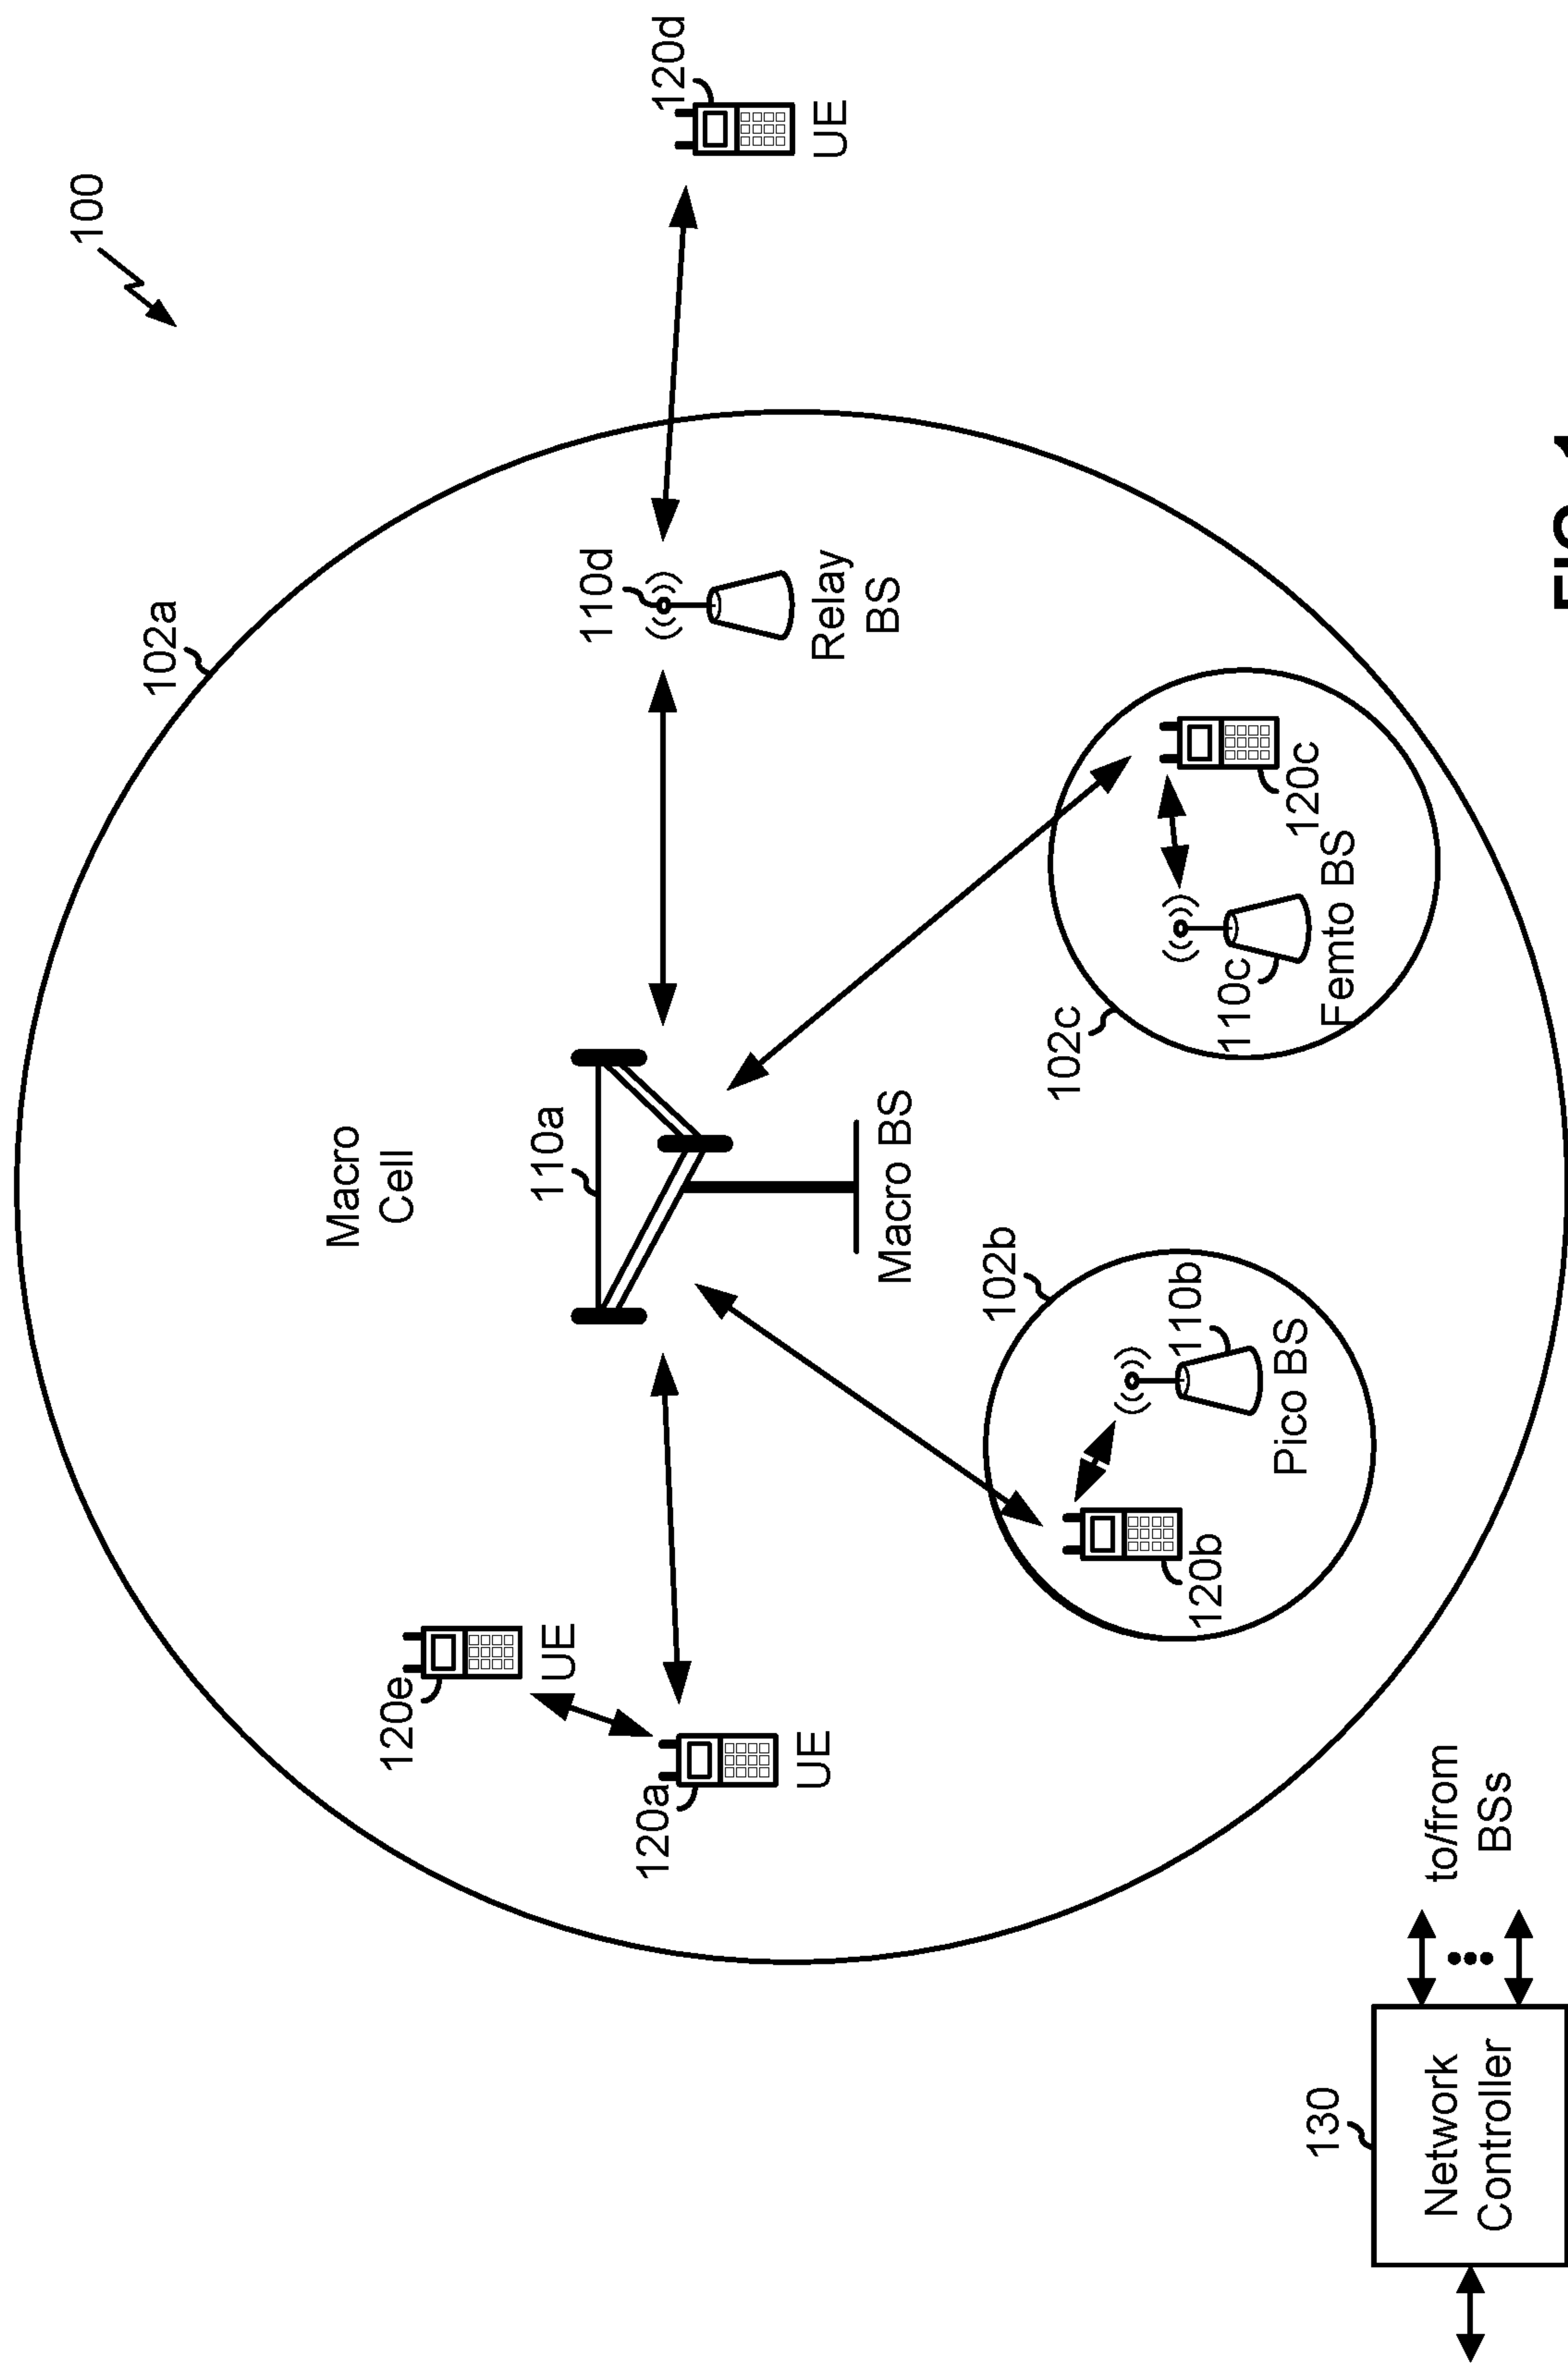 100
102a
Macro
Cell
110a
110d
120d
120e
UE
120a
UE
Macro BS
Relay
BS
UE
102b
102c
110b
Pico BS
120b
110c
Femto BS
120c
130
Network
Controller
to/from
BSs